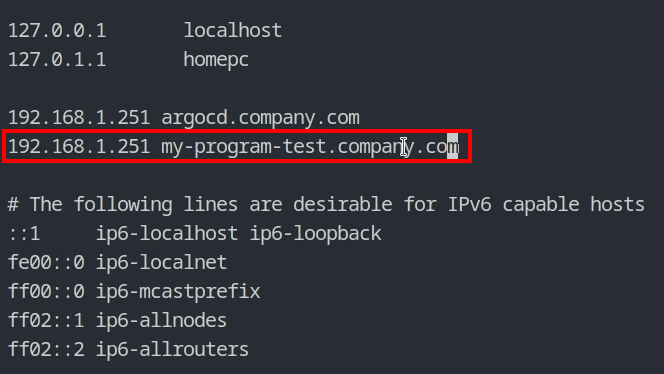 127.0.0.1       localhost
127.0.1.1       homepc
192.168.1.251 argocd.company.com
192.168.1.251 my-program-test.company.com
# The following lines are desirable for IPv6 capable hosts
::1     ip6-localhost ip6-loopback
fe00::0 ip6-localnet
ff00::0 ip6-mcastprefix
ff02::1 ip6-allnodes
ff02::2 ip6-allrouters